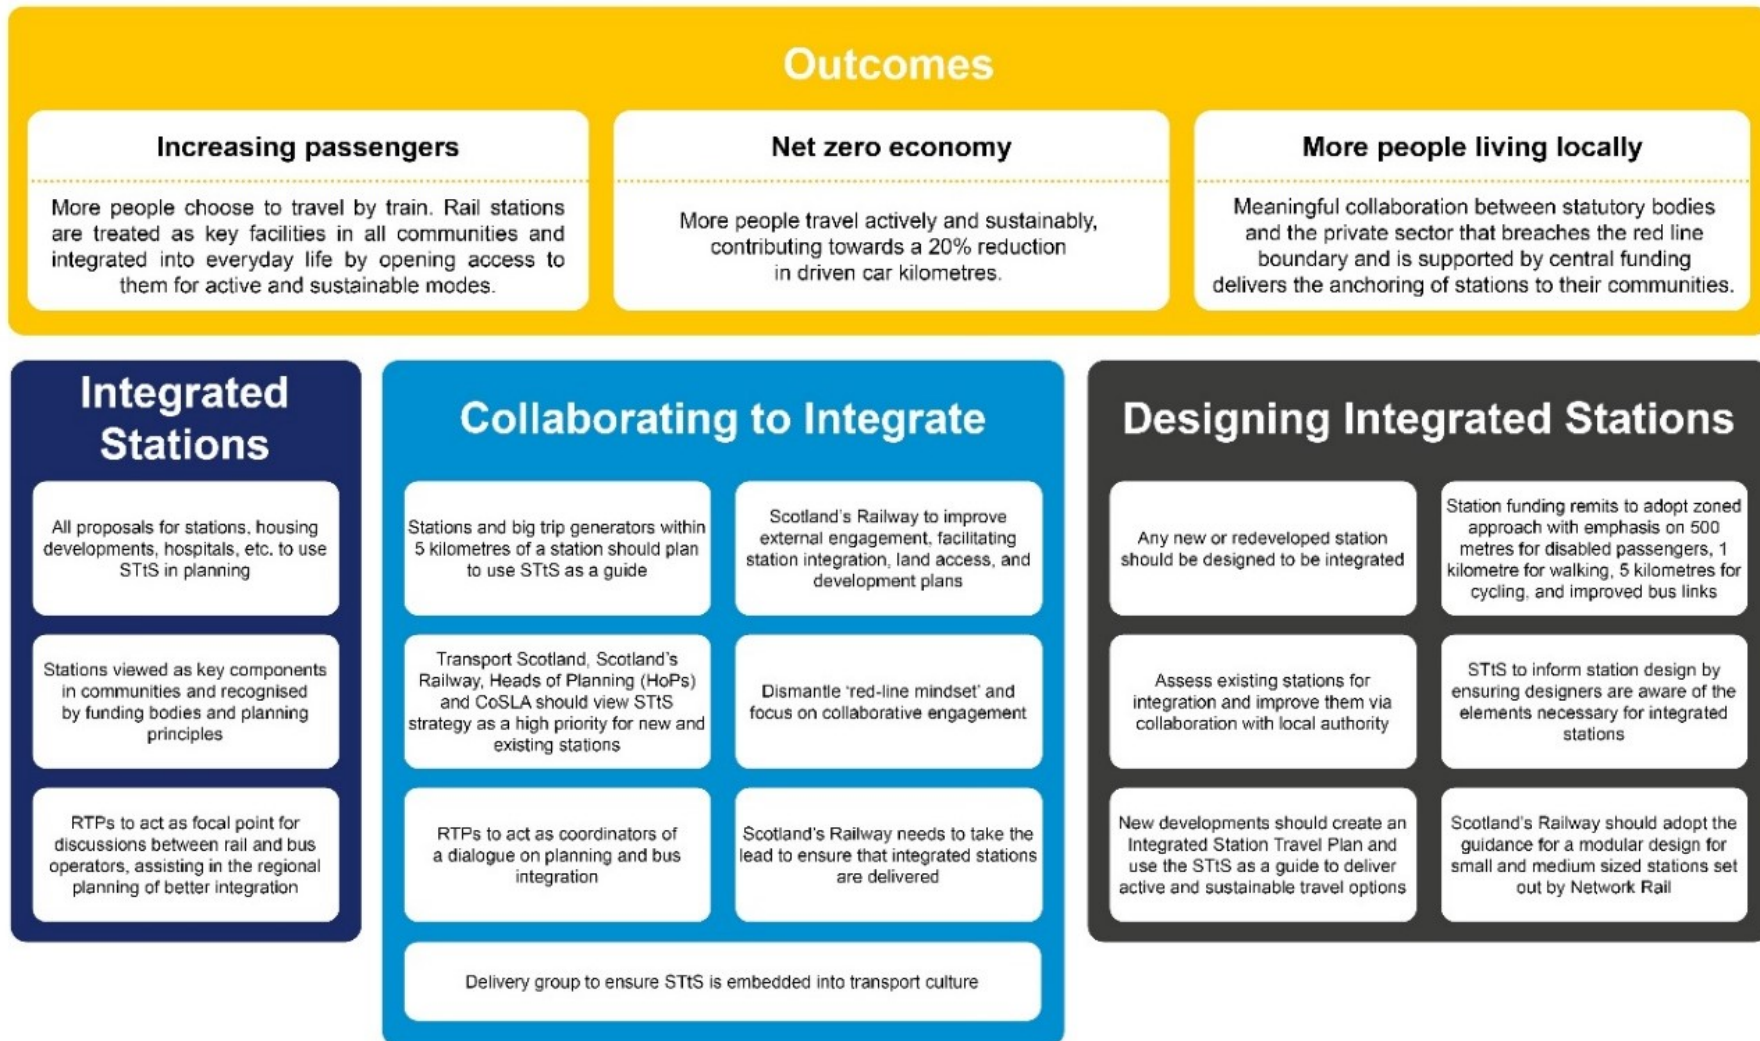 Outcomes
Increasing passengers
More people choose to travel by train. Rail stations
are treated as key facilities in all communities and
integrated into everyday life by opening access to
them for active and sustainable modes.
Net zero economy
More people travel actively and sustainably,
contributing towards a 20% reduction
in driven car kilometres.
More people living locally
Meaningful collaboration between statutory bodies
and the private sector that breaches the red line
boundary and is supported by central funding
delivers the anchoring of stations to their communities.
Integrated
Stations
All proposals for stations, housing
developments, hospitals, etc. to use
STtS in planning
Stations viewed as key components
in communities and recognised
by funding bodies and planning
principles
RTPs to act as focal point for
discussions between rail and bus
operators, assisting in the regional
planning of better integration
Collaborating to Integrate
Stations and big trip generators within
5 kilometres of a station should plan
to use STtS as a guide
Scotland's Railway to improve
external engagement, facilitating
station integration, land access, and
development plans
Transport Scotland, Scotland's
Railway, Heads of Planning (HoPs)
and CoSLA should view STtS
strategy as a high priority for new and
existing stations
Dismantle 'red-line mindset' and
focus on collaborative engagement
RTPs to act as coordinators of
a dialogue on planning and bus
integration
Scotland's Railway needs to take the
lead to ensure that integrated stations
are delivered
Delivery group to ensure STtS is embedded into transport culture
Designing Integrated Stations
Any new or redeveloped station
should be designed to be integrated
Station funding remits to adopt zoned
approach with emphasis on 500
metres for disabled passengers, 1
kilometre for walking, 5 kilometres for
cycling, and improved bus links
Assess existing stations for
integration and improve them via
collaboration with local authority
STtS to inform station design by
ensuring designers are aware of the
elements necessary for integrated
stations
New developments should create an
Integrated Station Travel Plan and
use the STtS as a guide to deliver
active and sustainable travel options
Scotland's Railway should adopt the
guidance for a modular design for
small and medium sized stations set
out by Network Rail